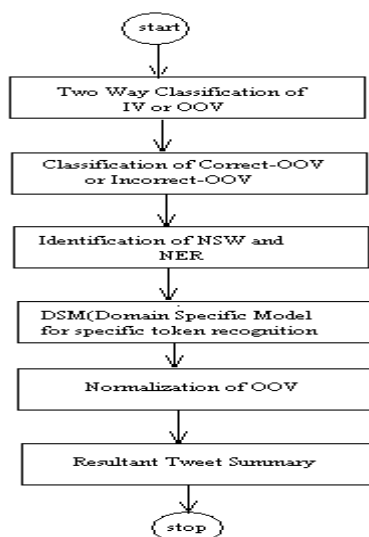 start
Two Way Classification of
IV or OOV
Classification of Correct-OOV
or Incorrect-OOV
Identification of NSW and
NER
DSM(Domain Specific Model
for specific token recognition
Normalization of OOV
Resultant Tweet Summary
stop